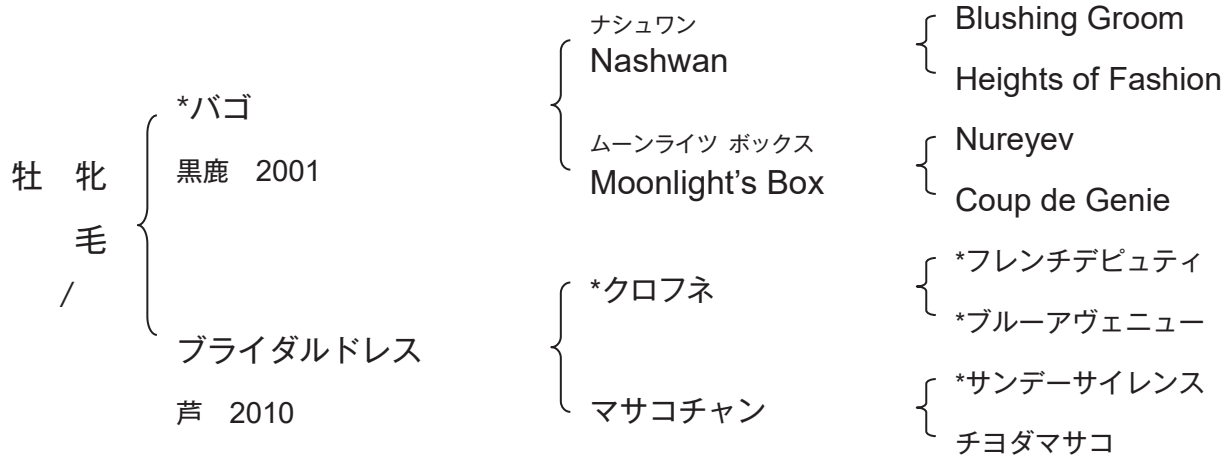 牡 牝
毛
/
*バゴ
黒鹿 2001
ブライダルドレス
芦 2010
ナシュワン
Nashwan
ムーンライツ ボックス
Moonlight’s Box
*クロフネ
マサコチャン
Blushing Groom
Heights of Fashion
Nureyev
Coup de Genie
*フレンチデピュティ
*ブルーアヴェニュー
*サンデーサイレンス
チヨダマサコ